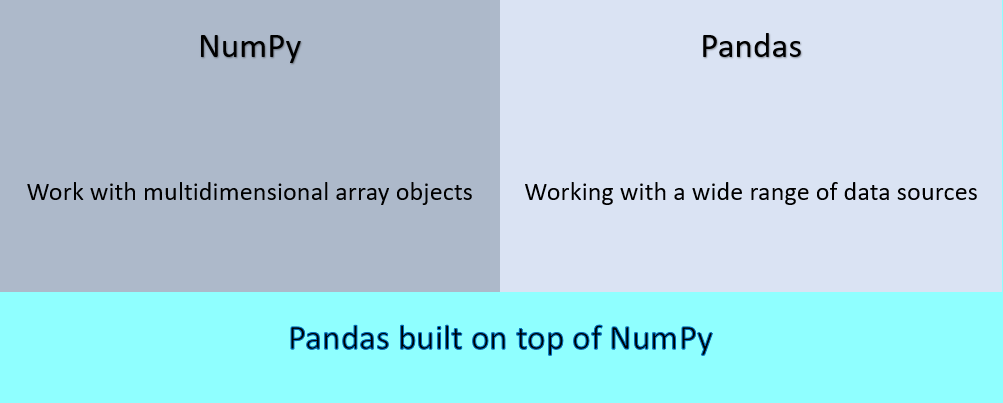 NumPy
Pandas
Work with multidimensional array objects
Working with a wide range of data sources
Pandas built on top of NumPy